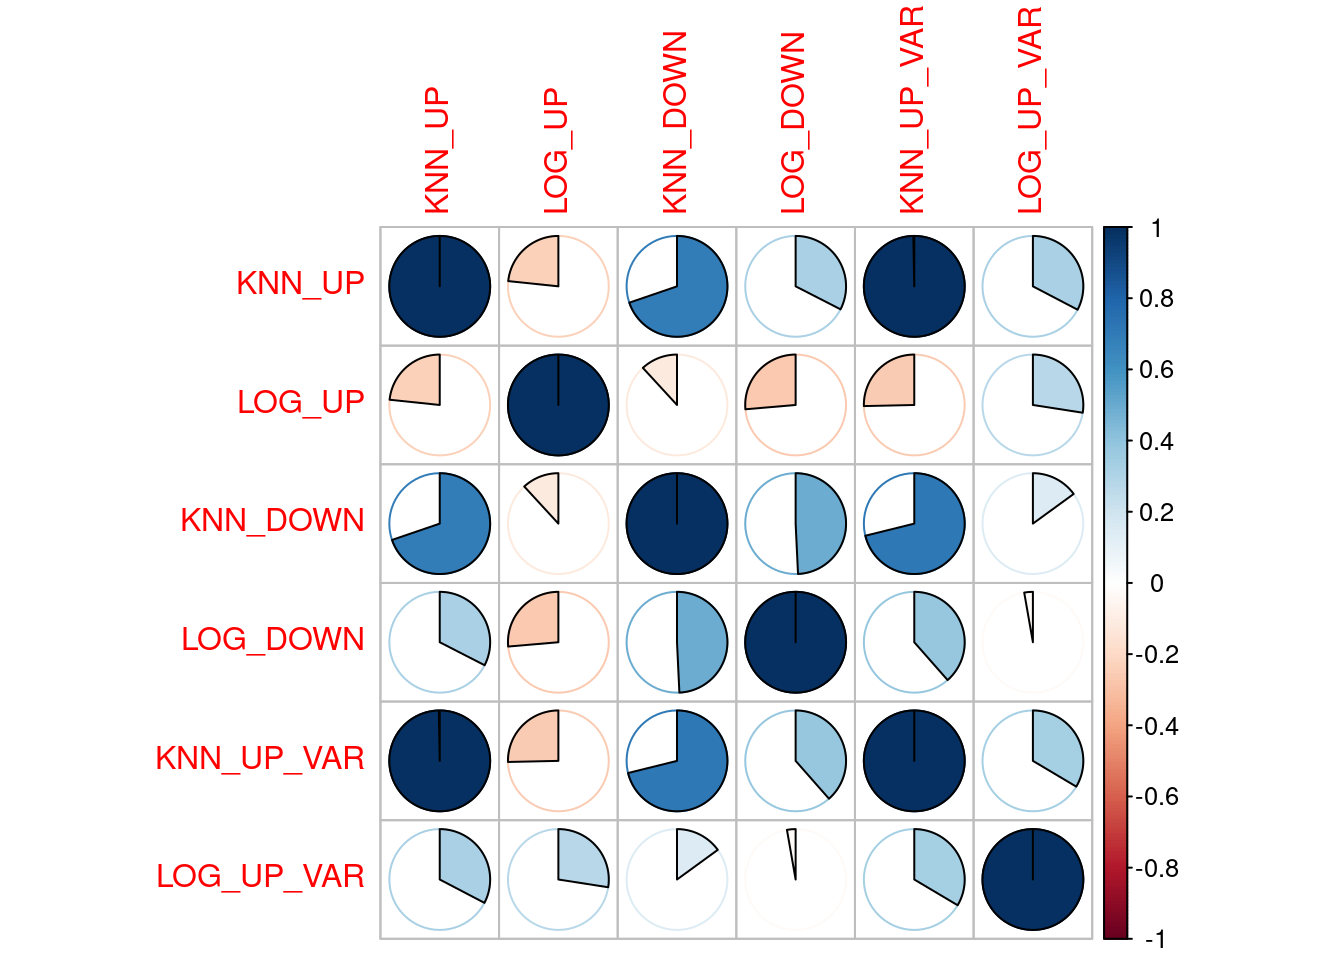 KNN_UP
LOG_UP
KNN_DOWN
LOG_DOWN
KNN_UP_VAR
LOG_UP_VAR
KNN_UP
LOG_UP
KNN_DOWN
LOG_DOWN
KNN_UP_VAR
LOG_UP_VAR
1
0.8
0.6
0.4
0.2
0
-0.2
-0.4
-0.6
-0.8
-1